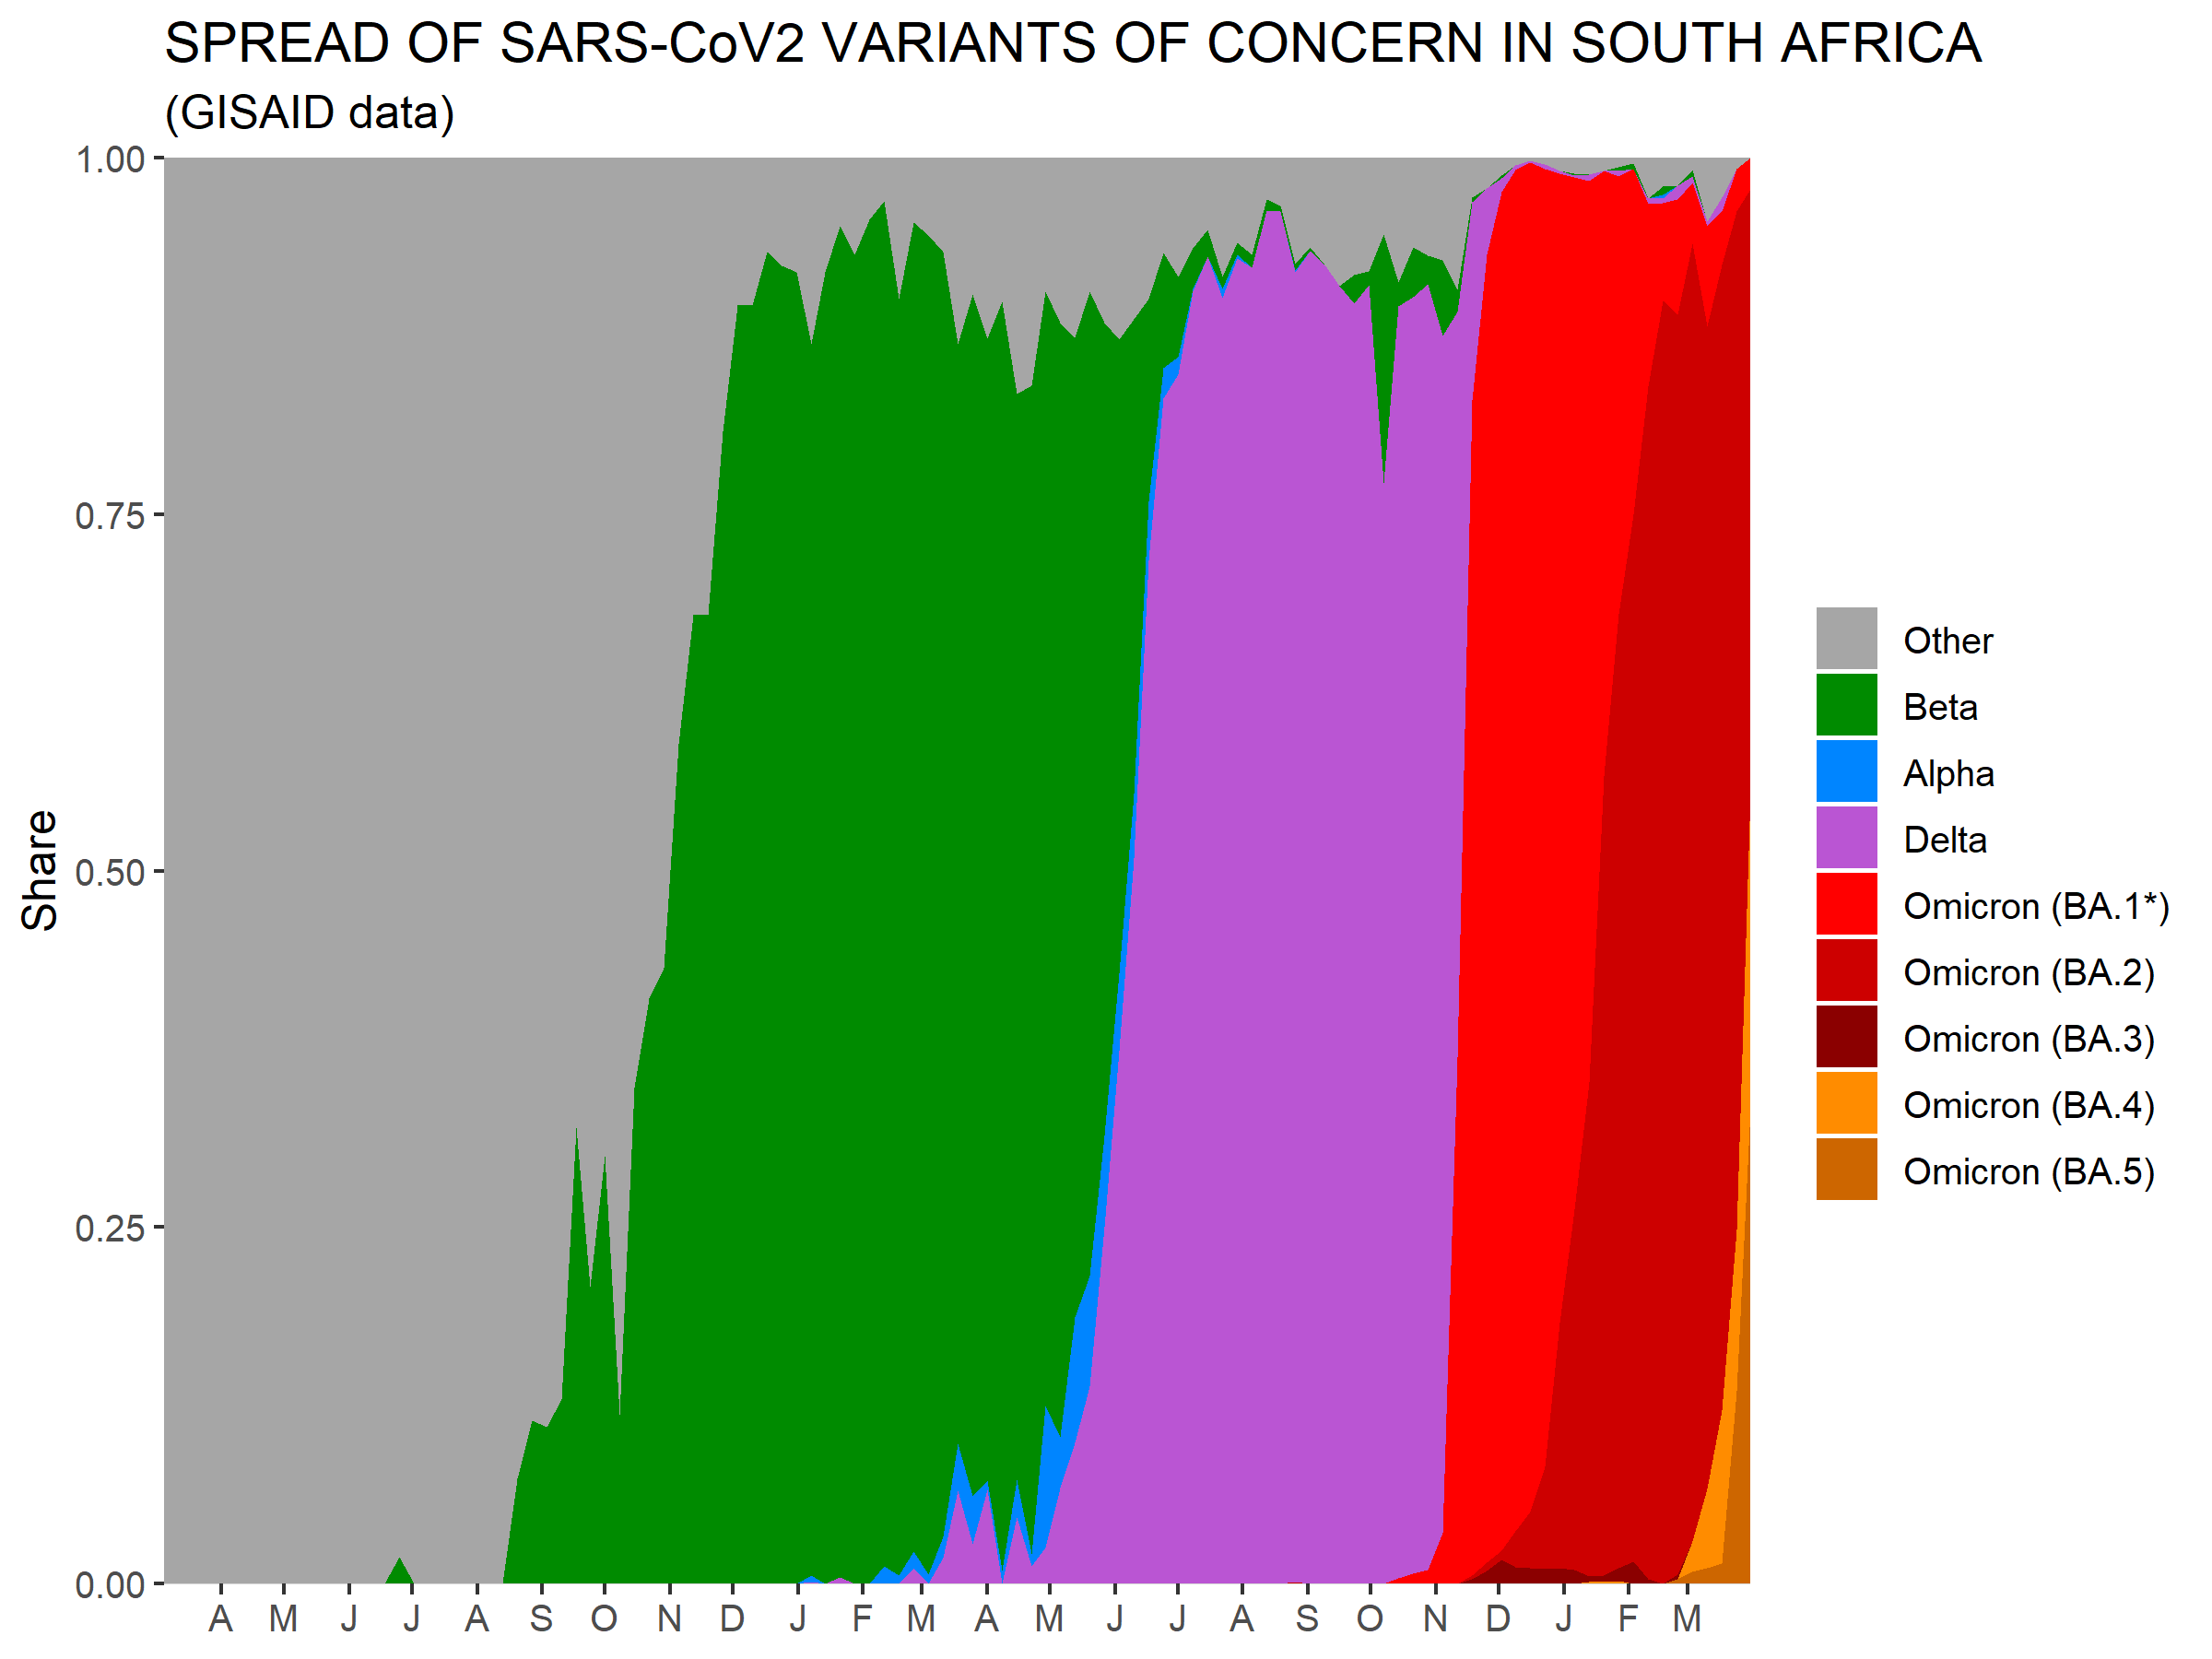 SPREAD OF SARS-CoV2 VARIANTS OF CONCERN IN SOUTH AFRICA
(GISAID data)
1.00
0.75
0.50
0.25
0.00
Share
A M J J A S O N D J F M A M J J A S O N D J F M
Other
Beta
Alpha
Delta
Omicron (BA.1*)
Omicron (BA.2)
Omicron (BA.3)
Omicron (BA.4)
Omicron (BA.5)